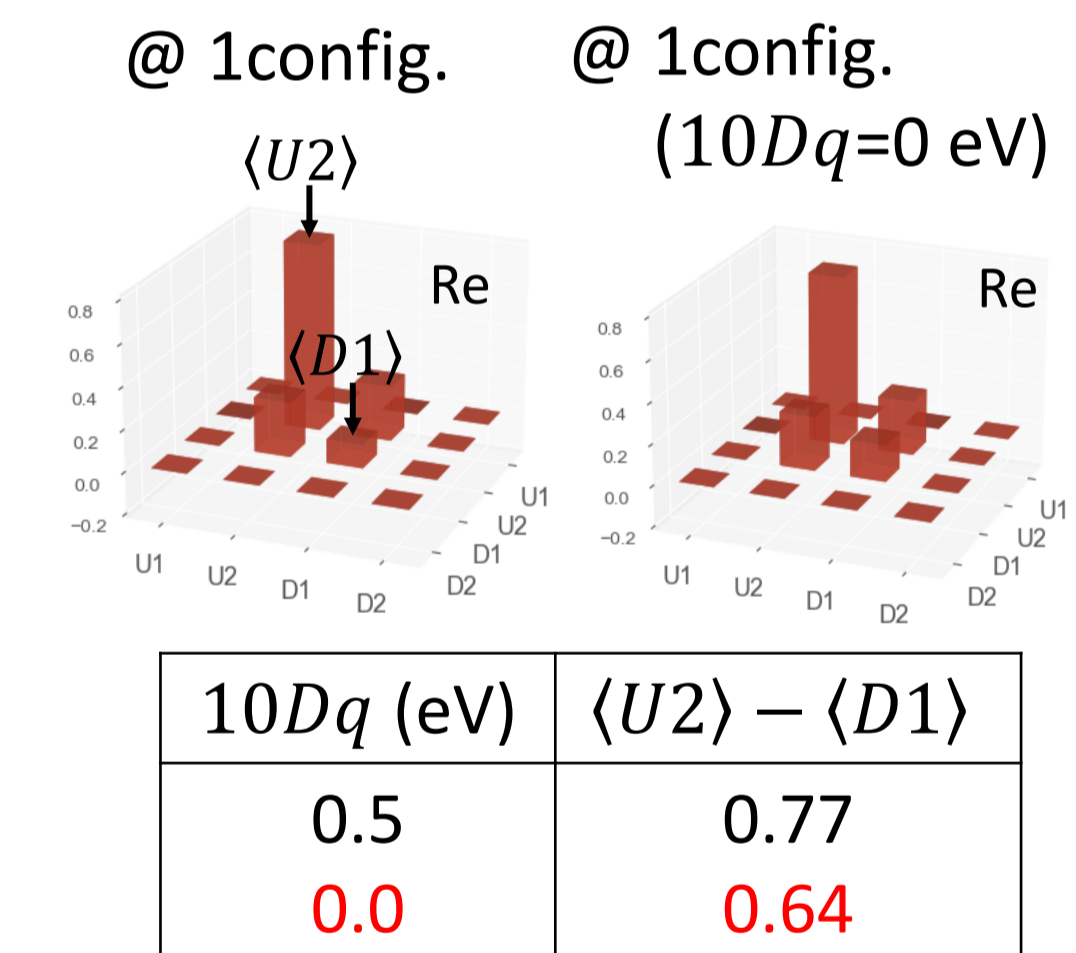 @ 1config.
@ 1config.
(10Dq=0 eV)
⟨U2⟩
Re
Re
⟨D1⟩
0.8
0.6
0.4
0.2
0.0
−0.2
U1
U2
D1
D2
U1
U2
D1
D2
0.8
0.6
0.4
0.2
0.0
−0.2
U1
U2
D1
D2
U1
U2
D1
D2
10Dq (eV) ⟨U2⟩ − ⟨D1⟩
0.5 0.77
0.0 0.64